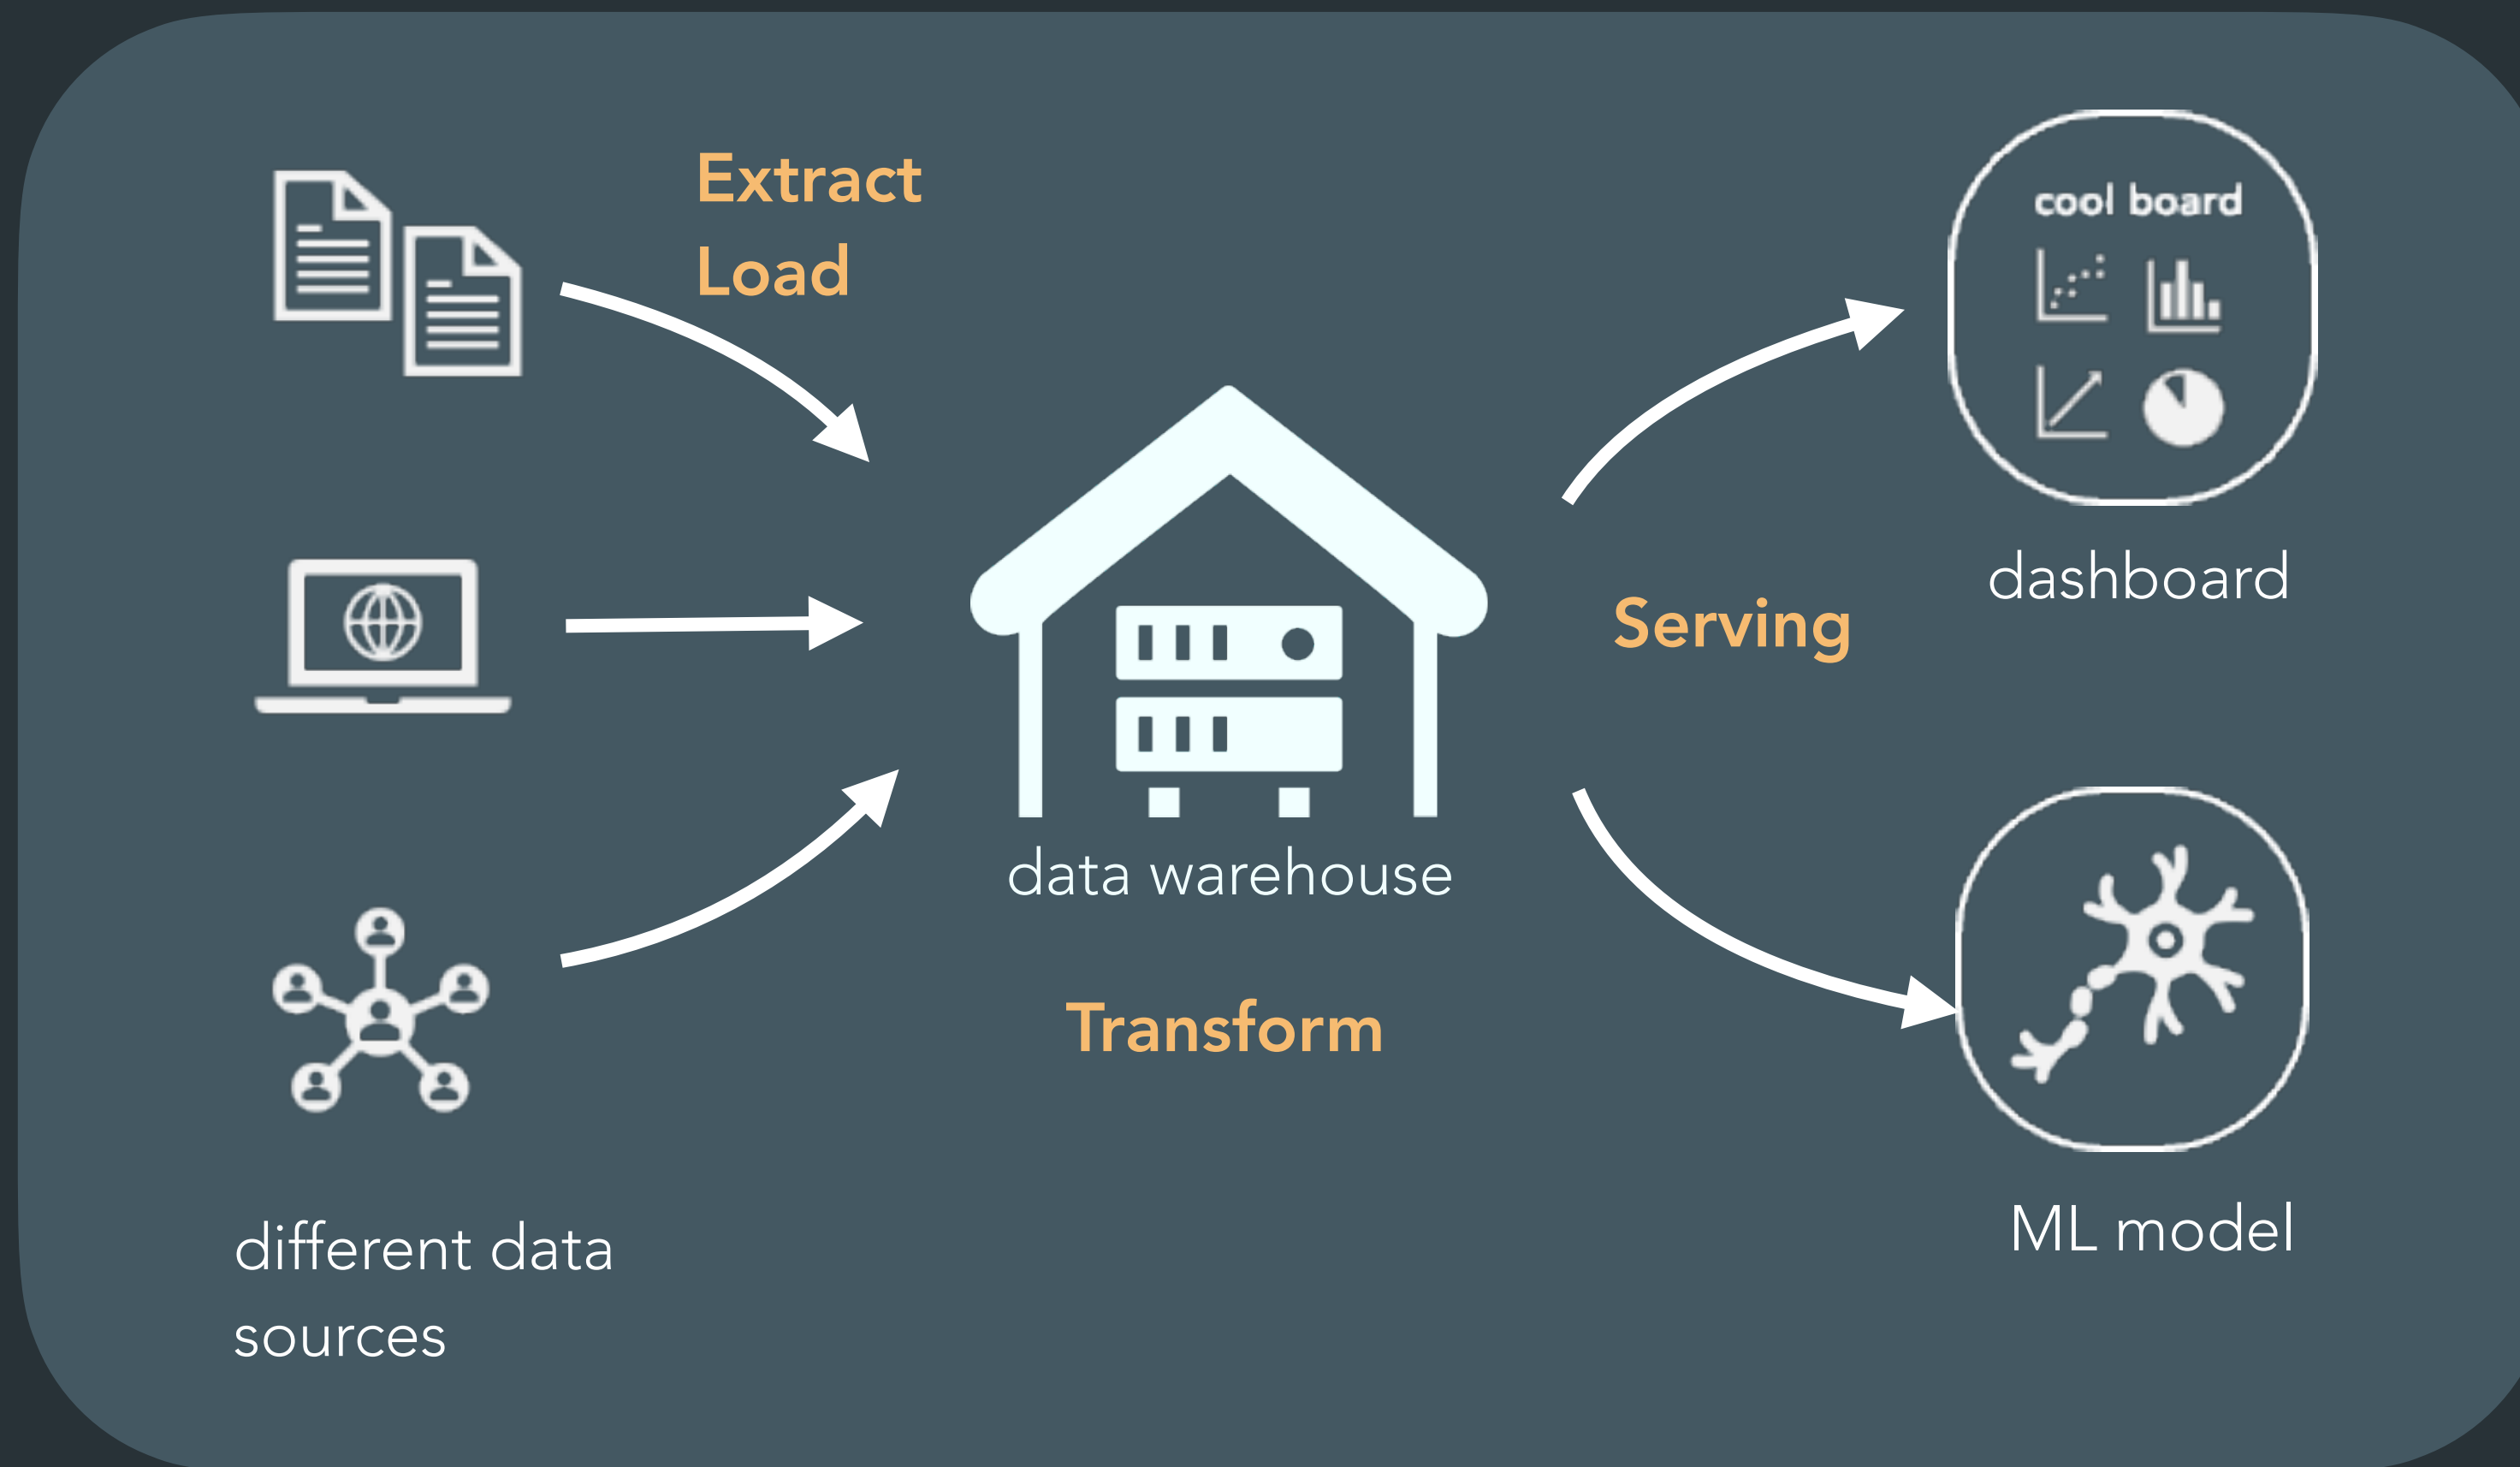 Extract
Load
cool board
dashboard
Serving
data warehouse
Transform
ML model
different data
sources